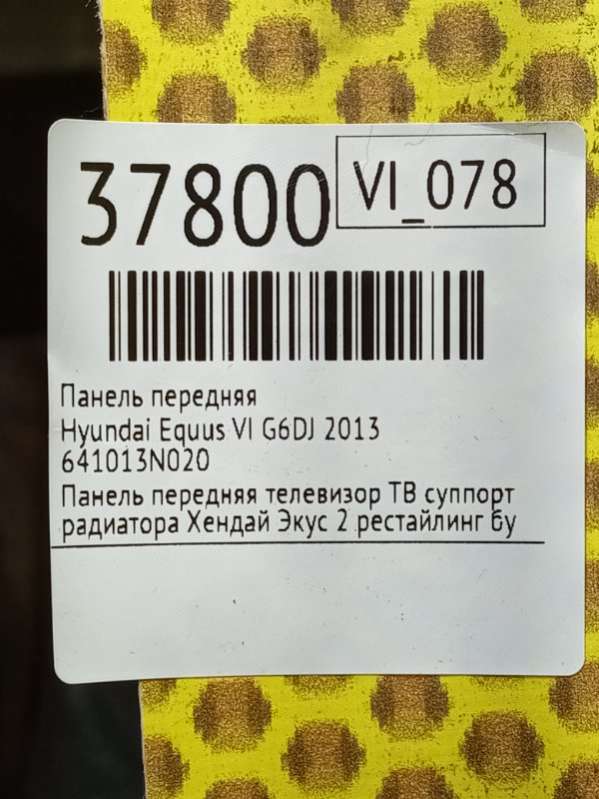 37800
VI_078
Панель передняя
Hyundai Equus VI G6DJ 2013
641013N020
Панель передняя телевизор ТВ суппорт
радиатора Хендай Экус 2 рестайлинг бу